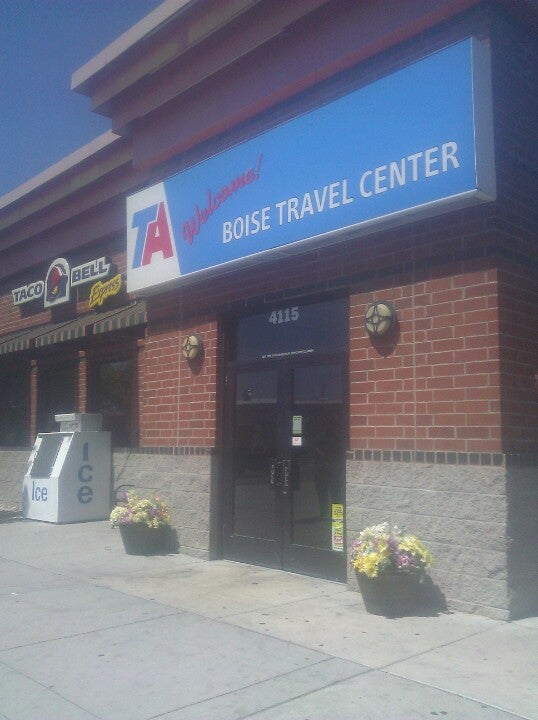 TA Welcome!
BOISE TRAVEL CENTER
TACO BELL
Express
4115
Ice
Ice